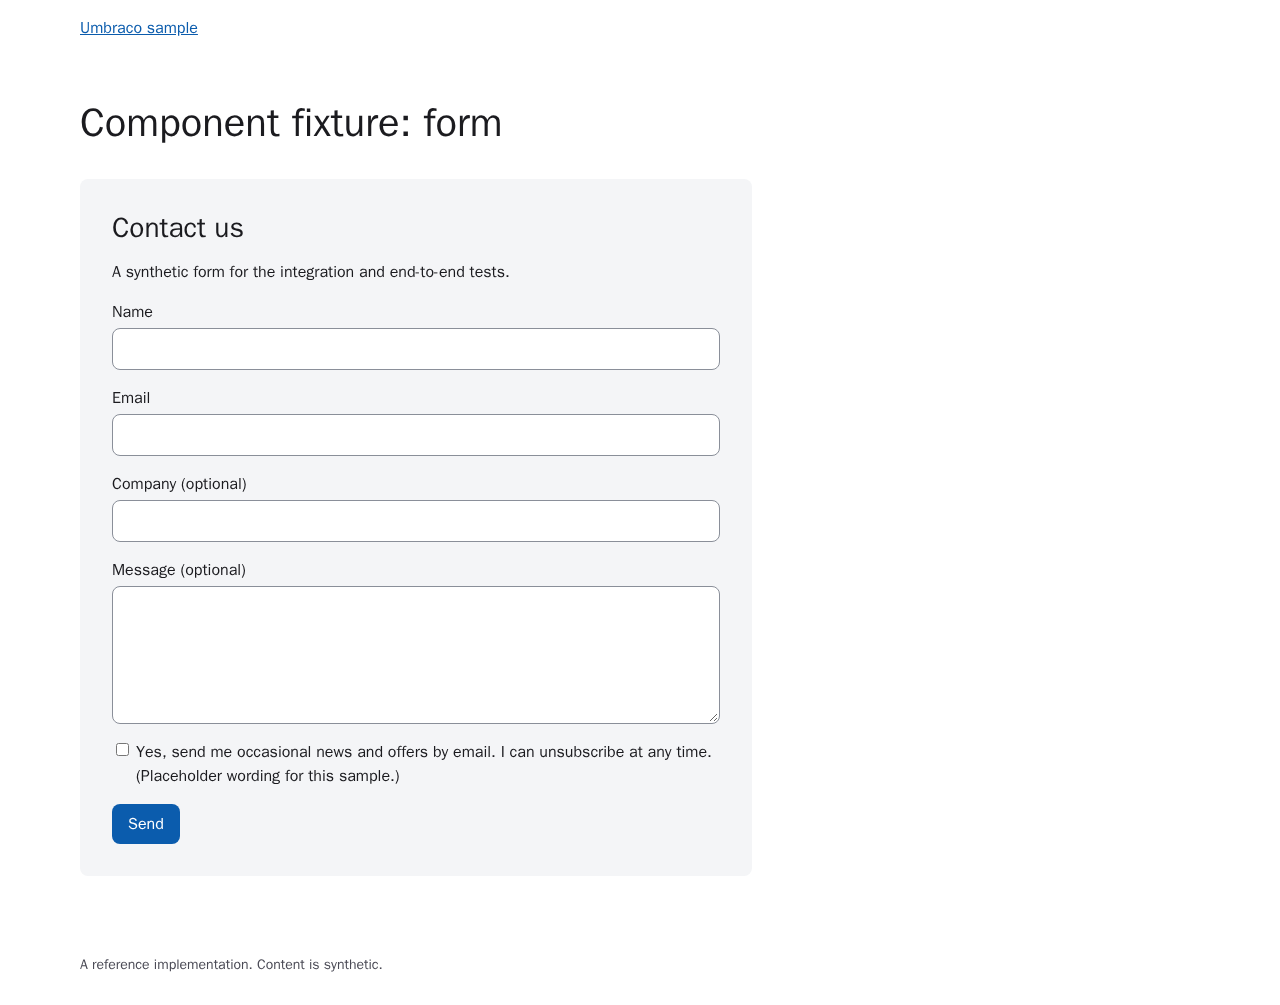 Umbraco sample
Component fixture: form
Contact us
A synthetic form for the integration and end-to-end tests.
Name
Email
Company (optional)
Message (optional)
Yes, send me occasional news and offers by email. I can unsubscribe at any time.
(Placeholder wording for this sample.)
Send
A reference implementation. Content is synthetic.